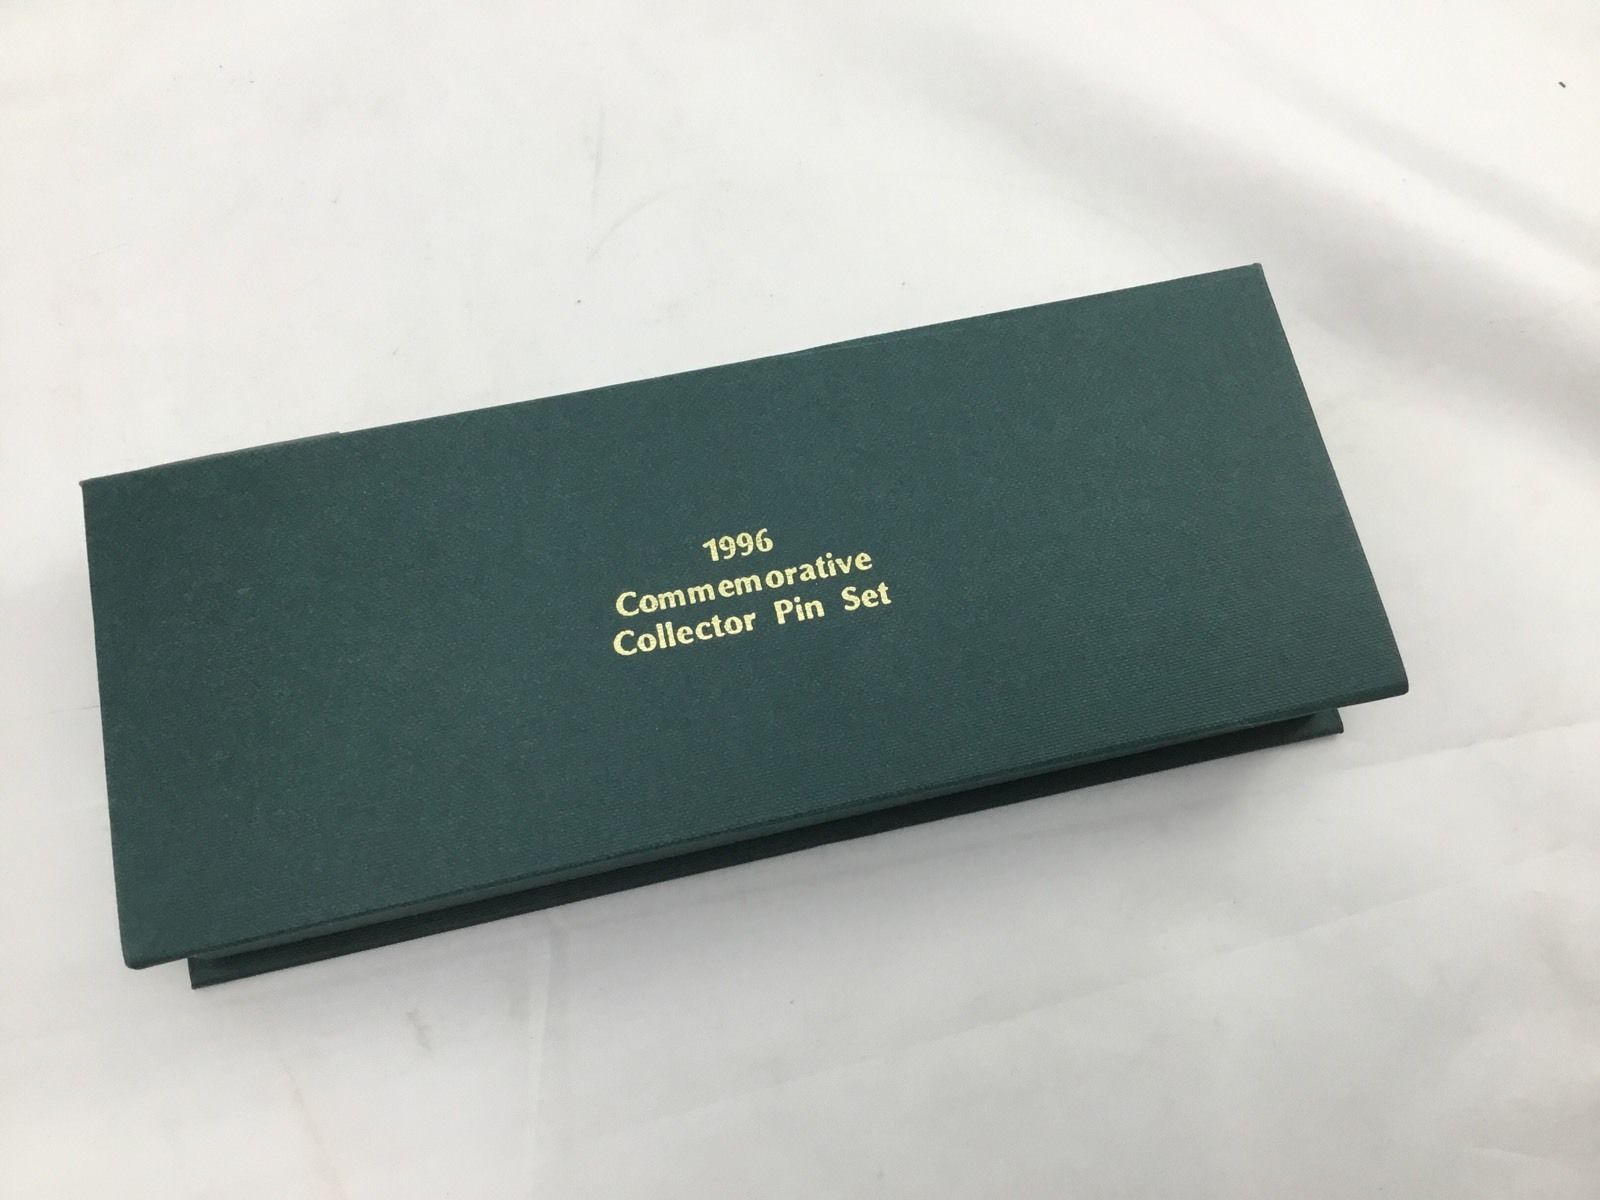 1996
Commemorative
Collector Pin Set